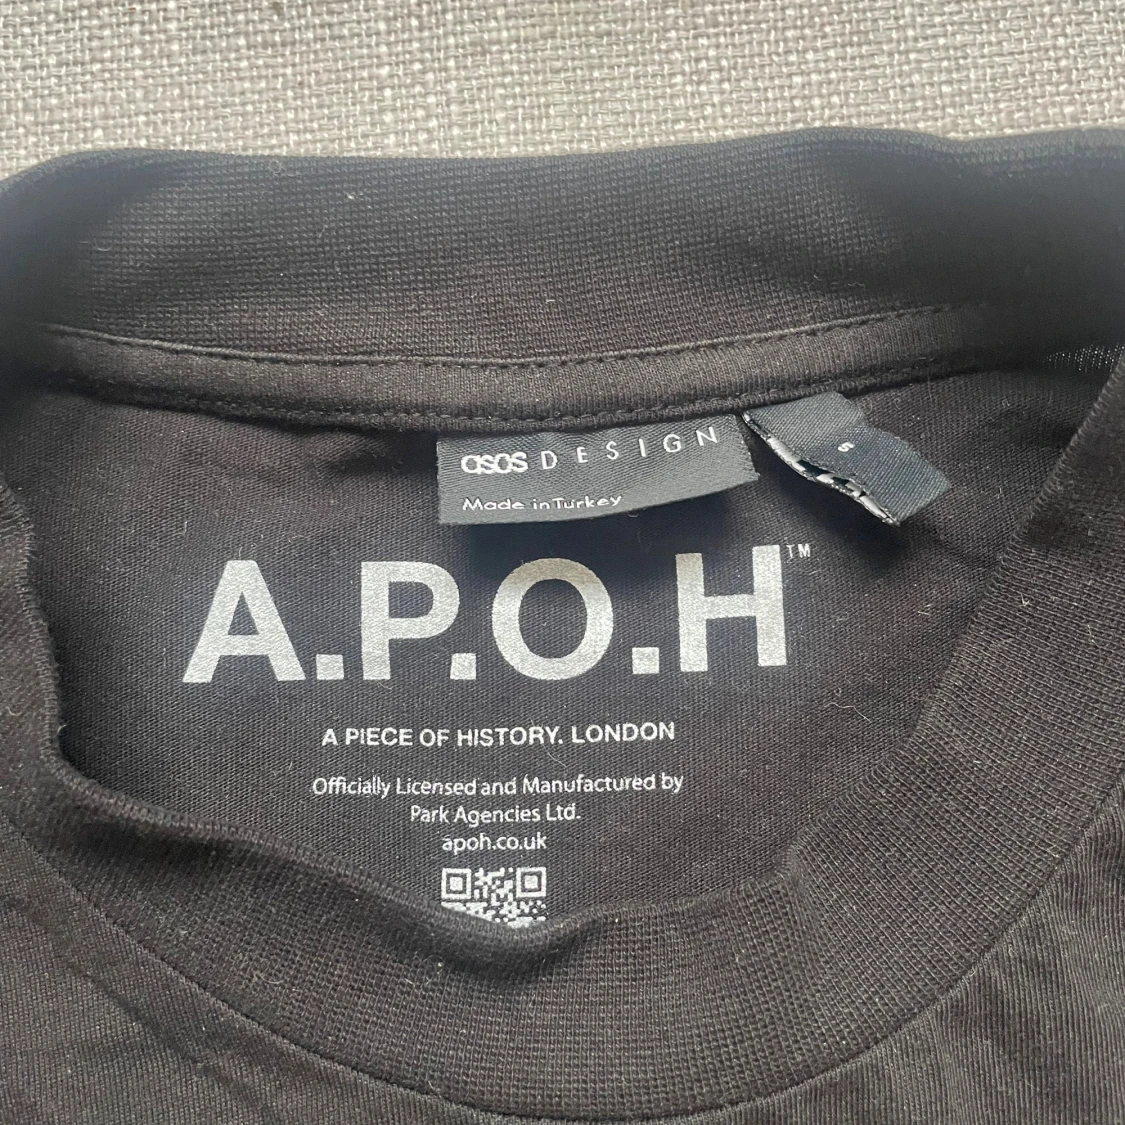 asos DESIGN
Made in Turkey
A.P.O.H™
A PIECE OF HISTORY. LONDON
Officially Licensed and Manufactured by
Park Agencies Ltd.
apoh.co.uk